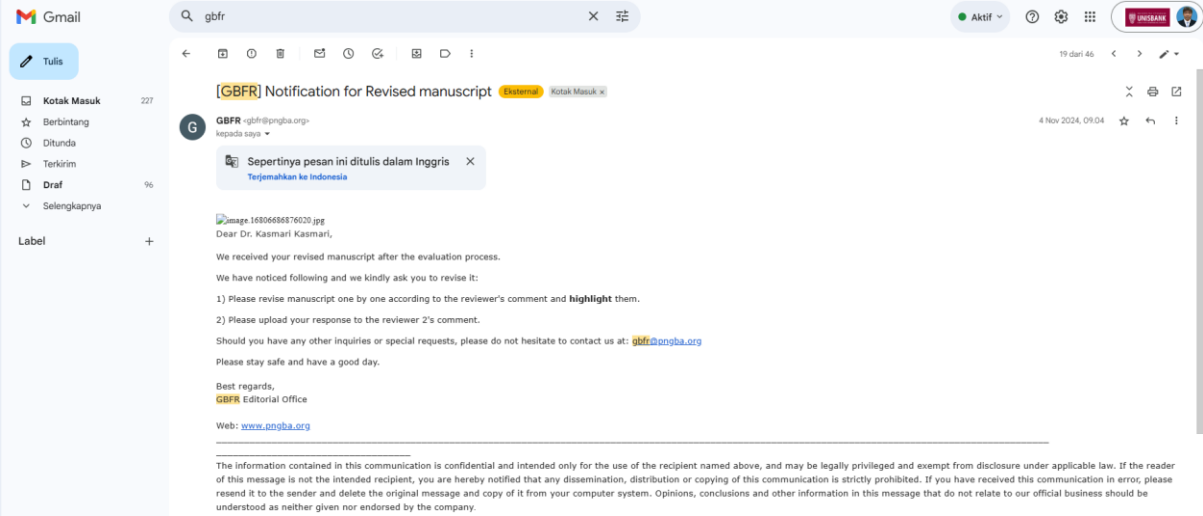 Gmail
gbfr
Aktif
UNISBANK
Tulis
19 dari 46
Kotak Masuk 227
Berbintang
Ditunda
Terkirim
Draf 96
Selengkapnya
Label
[GBFR] Notification for Revised manuscript Eksternal Kotak Masuk x
GBFR <gbfr@pngba.org> 4 Nov 2024, 09.04
G
kepada saya
Sepertinya pesan ini ditulis dalam Inggris
Terjemahkan ke Indonesia
image.16806686876020.jpg
Dear Dr. Kasmari Kasmari,
We received your revised manuscript after the evaluation process.
We have noticed following and we kindly ask you to revise it:
1) Please revise manuscript one by one according to the reviewer's comment and highlight them.
2) Please upload your response to the reviewer 2's comment.
Should you have any other inquiries or special requests, please do not hesitate to contact us at: gbfr@pngba.org
Please stay safe and have a good day.
Best regards,
GBFR Editorial Office
Web: www.pngba.org
The information contained in this communication is confidential and intended only for the use of the recipient named above, and may be legally privileged and exempt from disclosure under applicable law. If the reader
of this message is not the intended recipient, you are hereby notified that any dissemination, distribution or copying of this communication is strictly prohibited. If you have received this communication in error, please
resend it to the sender and delete the original message and copy of it from your computer system. Opinions, conclusions and other information in this message that do not relate to our official business should be
understood as neither given nor endorsed by the company.